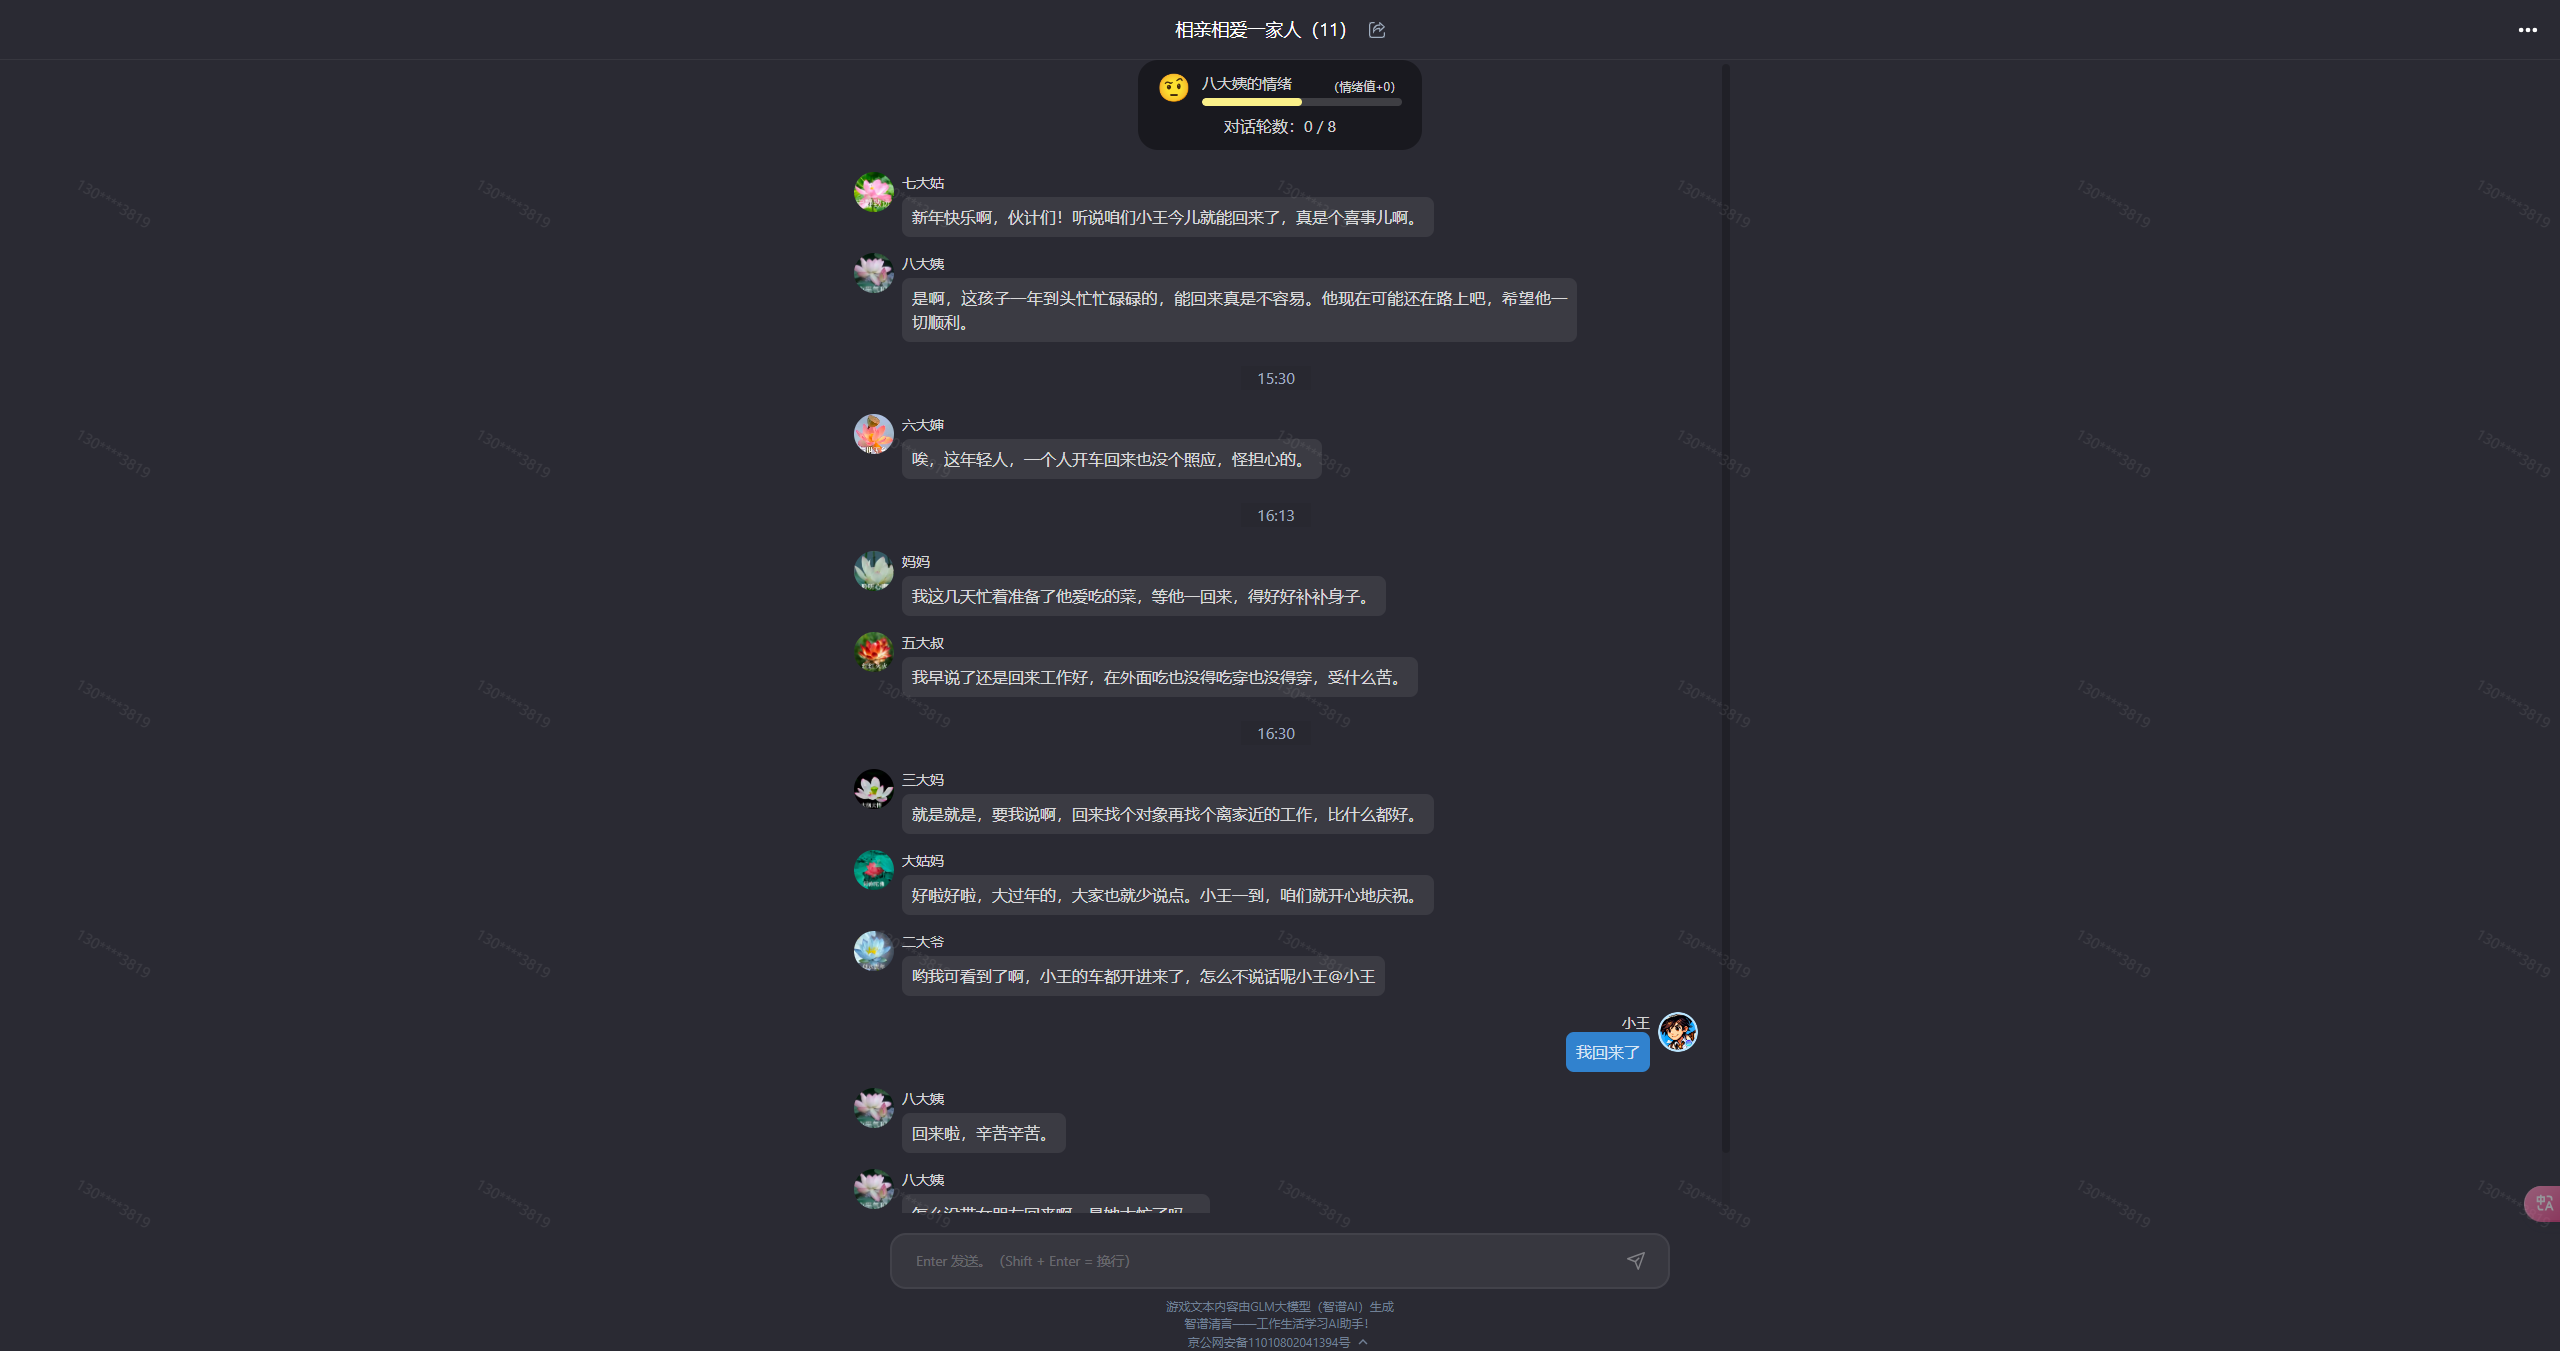 相亲相爱一家人（11）
八大姨的情绪 （情绪值+0）
对话轮数：0 / 8
七大姑
新年快乐啊，伙计们！听说咱们小王今儿就能回来了，真是个喜事儿啊。
八大姨
是啊，这孩子一年到头忙忙碌碌的，能回来真是不容易。他现在可能还在路上吧，希望他一
切顺利。
15:30
六大婶
唉，这年轻人，一个人开车回来也没个照应，怪担心的。
16:13
妈妈
我这几天忙着准备了他爱吃的菜，等他一回来，得好好补补身子。
五大叔
我早说了还是回来工作好，在外面吃也没得吃穿也没得穿，受什么苦。
16:30
三大妈
就是就是，要我说啊，回来找个对象再找个离家近的工作，比什么都好。
大姑妈
好啦好啦，大过年的，大家也就少说点。小王一到，咱们就开心地庆祝。
二大爷
哟我可看到了啊，小王的车都开进来了，怎么不说话呢小王@小王
小王
我回来了
八大姨
回来啦，辛苦辛苦。
八大姨
怎么没带女朋友回来啊，是她太忙了吗
Enter 发送。（Shift + Enter = 换行）
游戏文本内容由GLM大模型（智谱AI）生成
智谱清言——工作生活学习AI助手！
京公网安备11010802041394号
130****3819